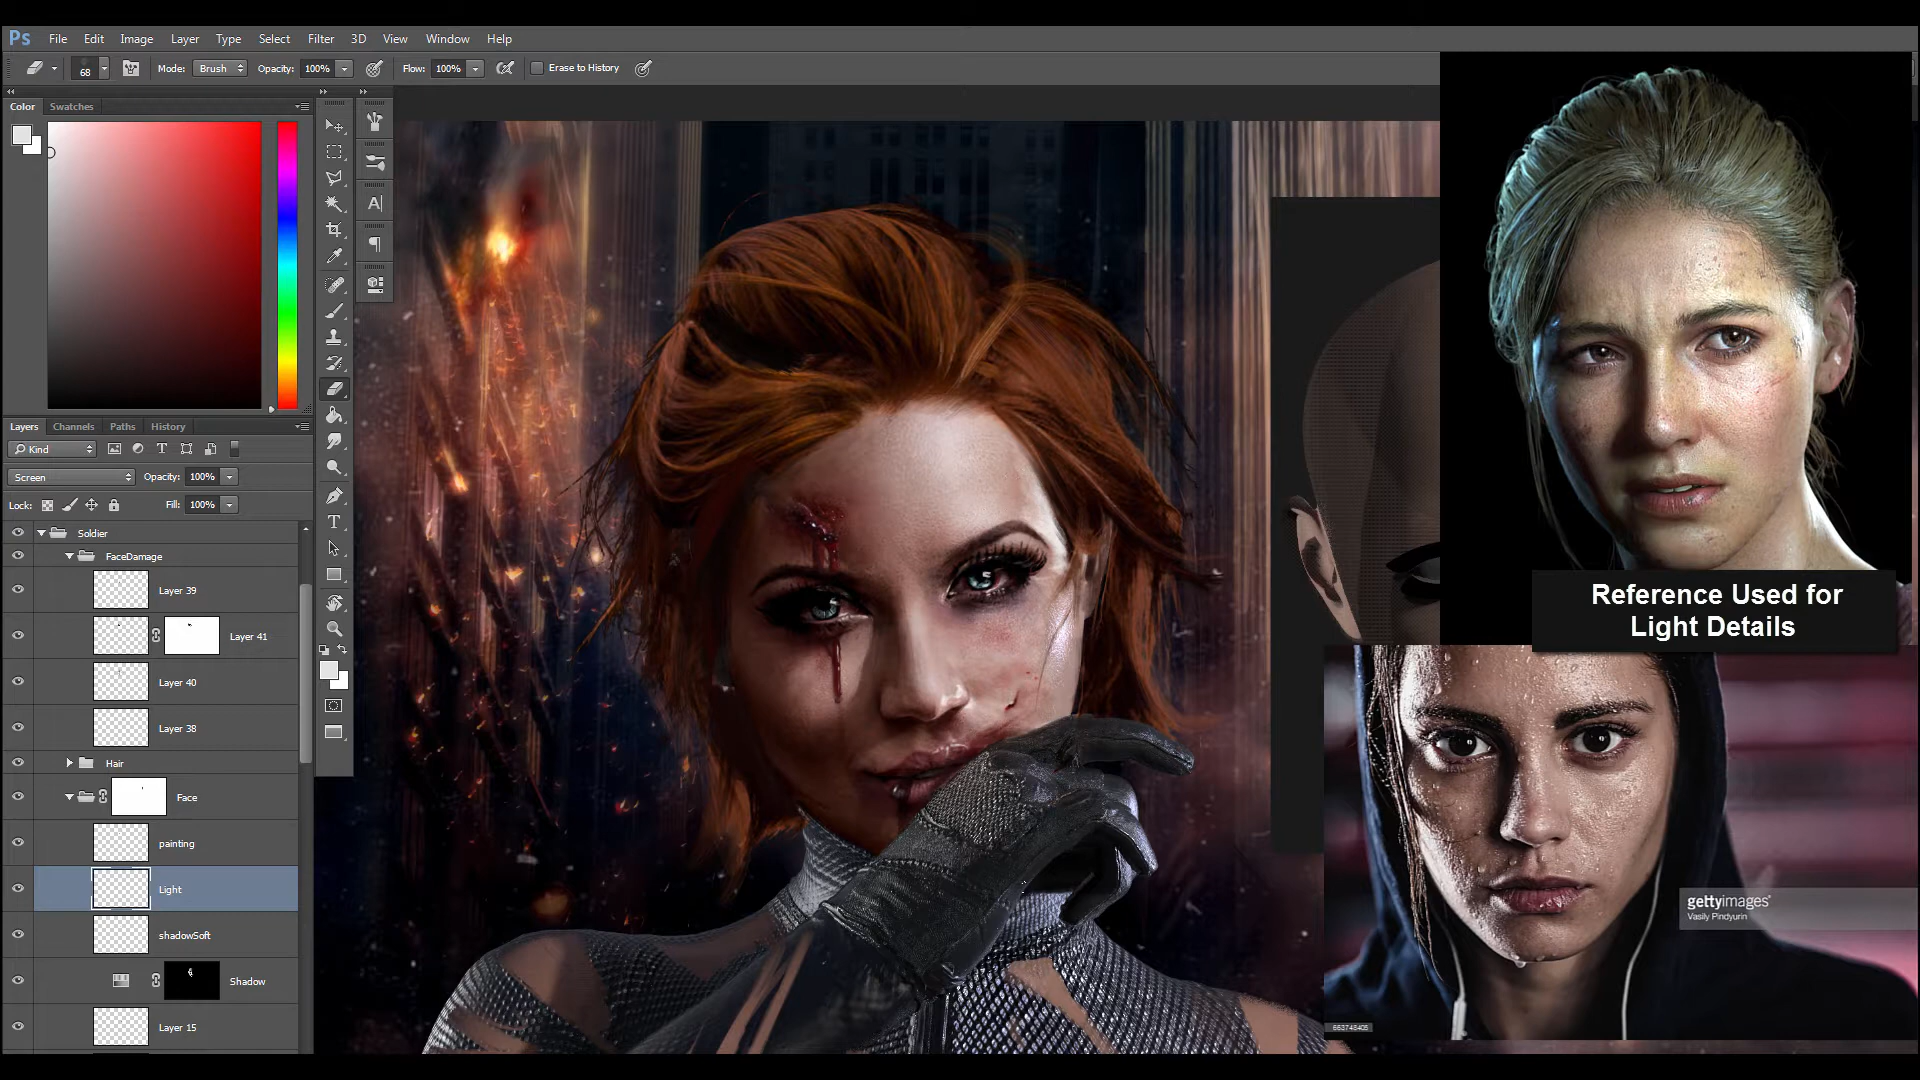 Ps File Edit Image Layer Type Select Filter 3D View Window Help
68 Mode: Brush Opacity: 100% Flow: 100% Erase to History
Color Swatches
Layers Channels Paths History
Kind
Screen Opacity: 100%
Lock: Fill: 100%
Soldier
FaceDamage
Layer 39
Layer 41
Layer 40
Layer 38
Hair
Face
painting
Light
shadowSoft
Shadow
Layer 15
Reference Used for
Light Details
gettyimages
Vasily Pindyurin
663748405